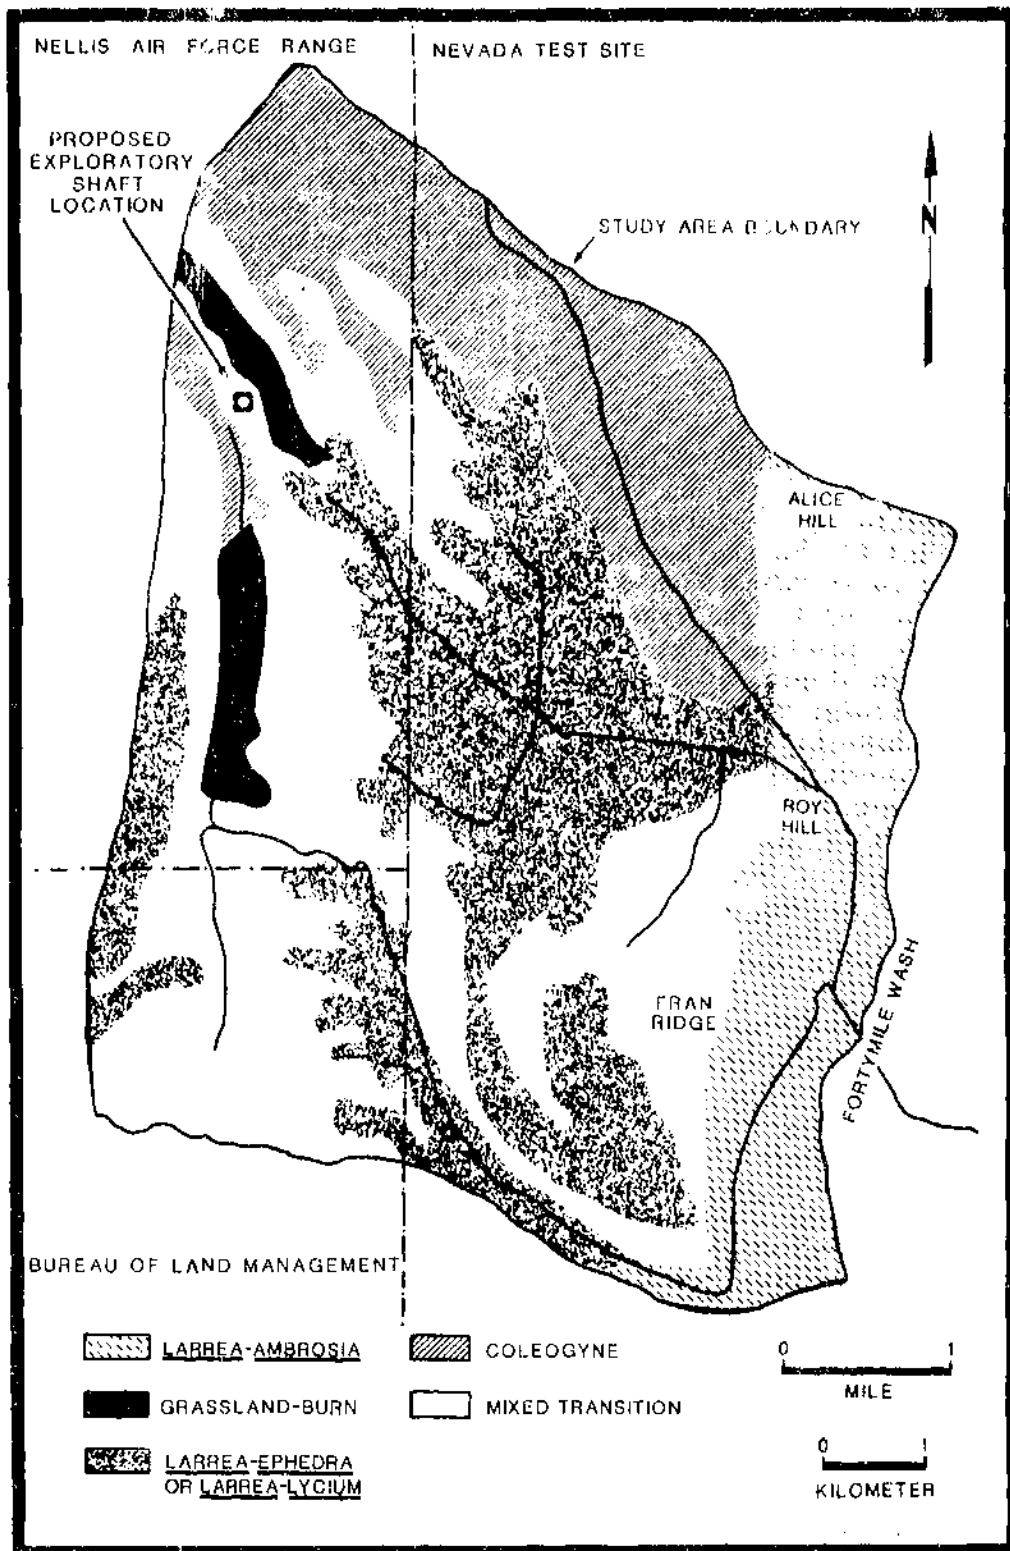 NELLIS AIR FORCE RANGE
NEVADA TEST SITE
PROPOSED
EXPLORATORY
SHAFT
LOCATION
N
STUDY AREA BOUNDARY
ALICE
HILL
ROY
HILL
FRAN
RIDGE
FORTYMILE WASH
BUREAU OF LAND MANAGEMENT
LARREA-AMBROSIA
COLEOGYNE
GRASSLAND-BURN
MIXED TRANSITION
LARREA-EPHEDRA
OR LARREA-LYCIUM
0 1
MILE
0 1
KILOMETER